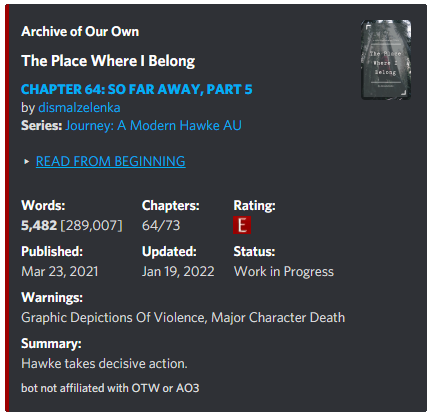 Archive of Our Own
The Place Where I Belong
CHAPTER 64: SO FAR AWAY, PART 5
by dismalzelenka
Series: Journey: A Modern Hawke AU
‣ READ FROM BEGINNING
Words: Chapters: Rating:
5,482 [289,007] 64/73 E
Published: Updated: Status:
Mar 23, 2021 Jan 19, 2022 Work in Progress
Warnings:
Graphic Depictions Of Violence, Major Character Death
Summary:
Hawke takes decisive action.
bot not affiliated with OTW or AO3
The Place
Where I
Belong